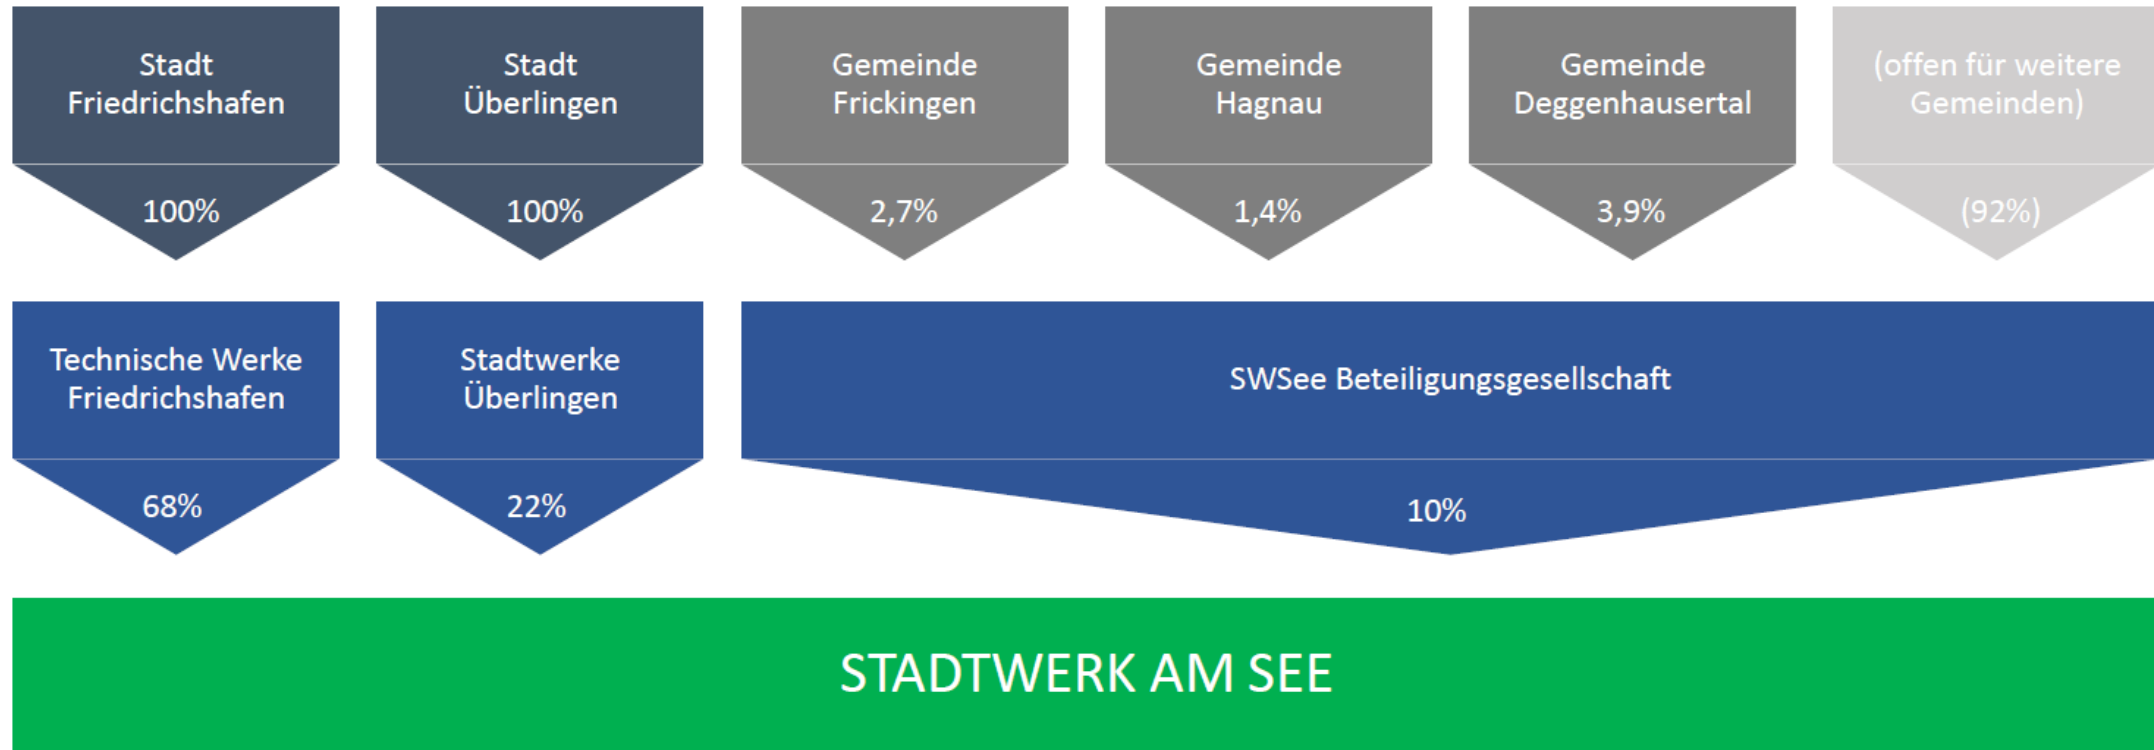 Stadt
Friedrichshafen
100%
Stadt
Überlingen
100%
Gemeinde
Frickingen
2,7%
Gemeinde
Hagnau
1,4%
Gemeinde
Deggenhausertal
3,9%
(offen für weitere
Gemeinden)
(92%)
Technische Werke
Friedrichshafen
68%
Stadtwerke
Überlingen
22%
SWSee Beteiligungsgesellschaft
10%
STADTWERK AM SEE